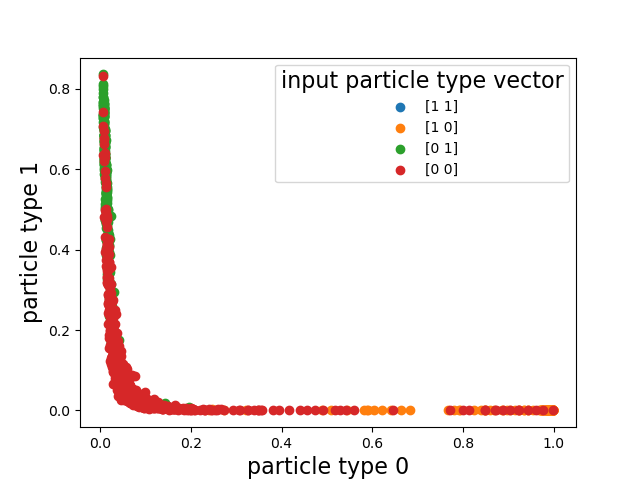 input particle type vector
[1 1]
[1 0]
[0 1]
[0 0]
particle type 1
0.8
0.6
0.4
0.2
0.0
0.0 0.2 0.4 0.6 0.8 1.0
particle type 0